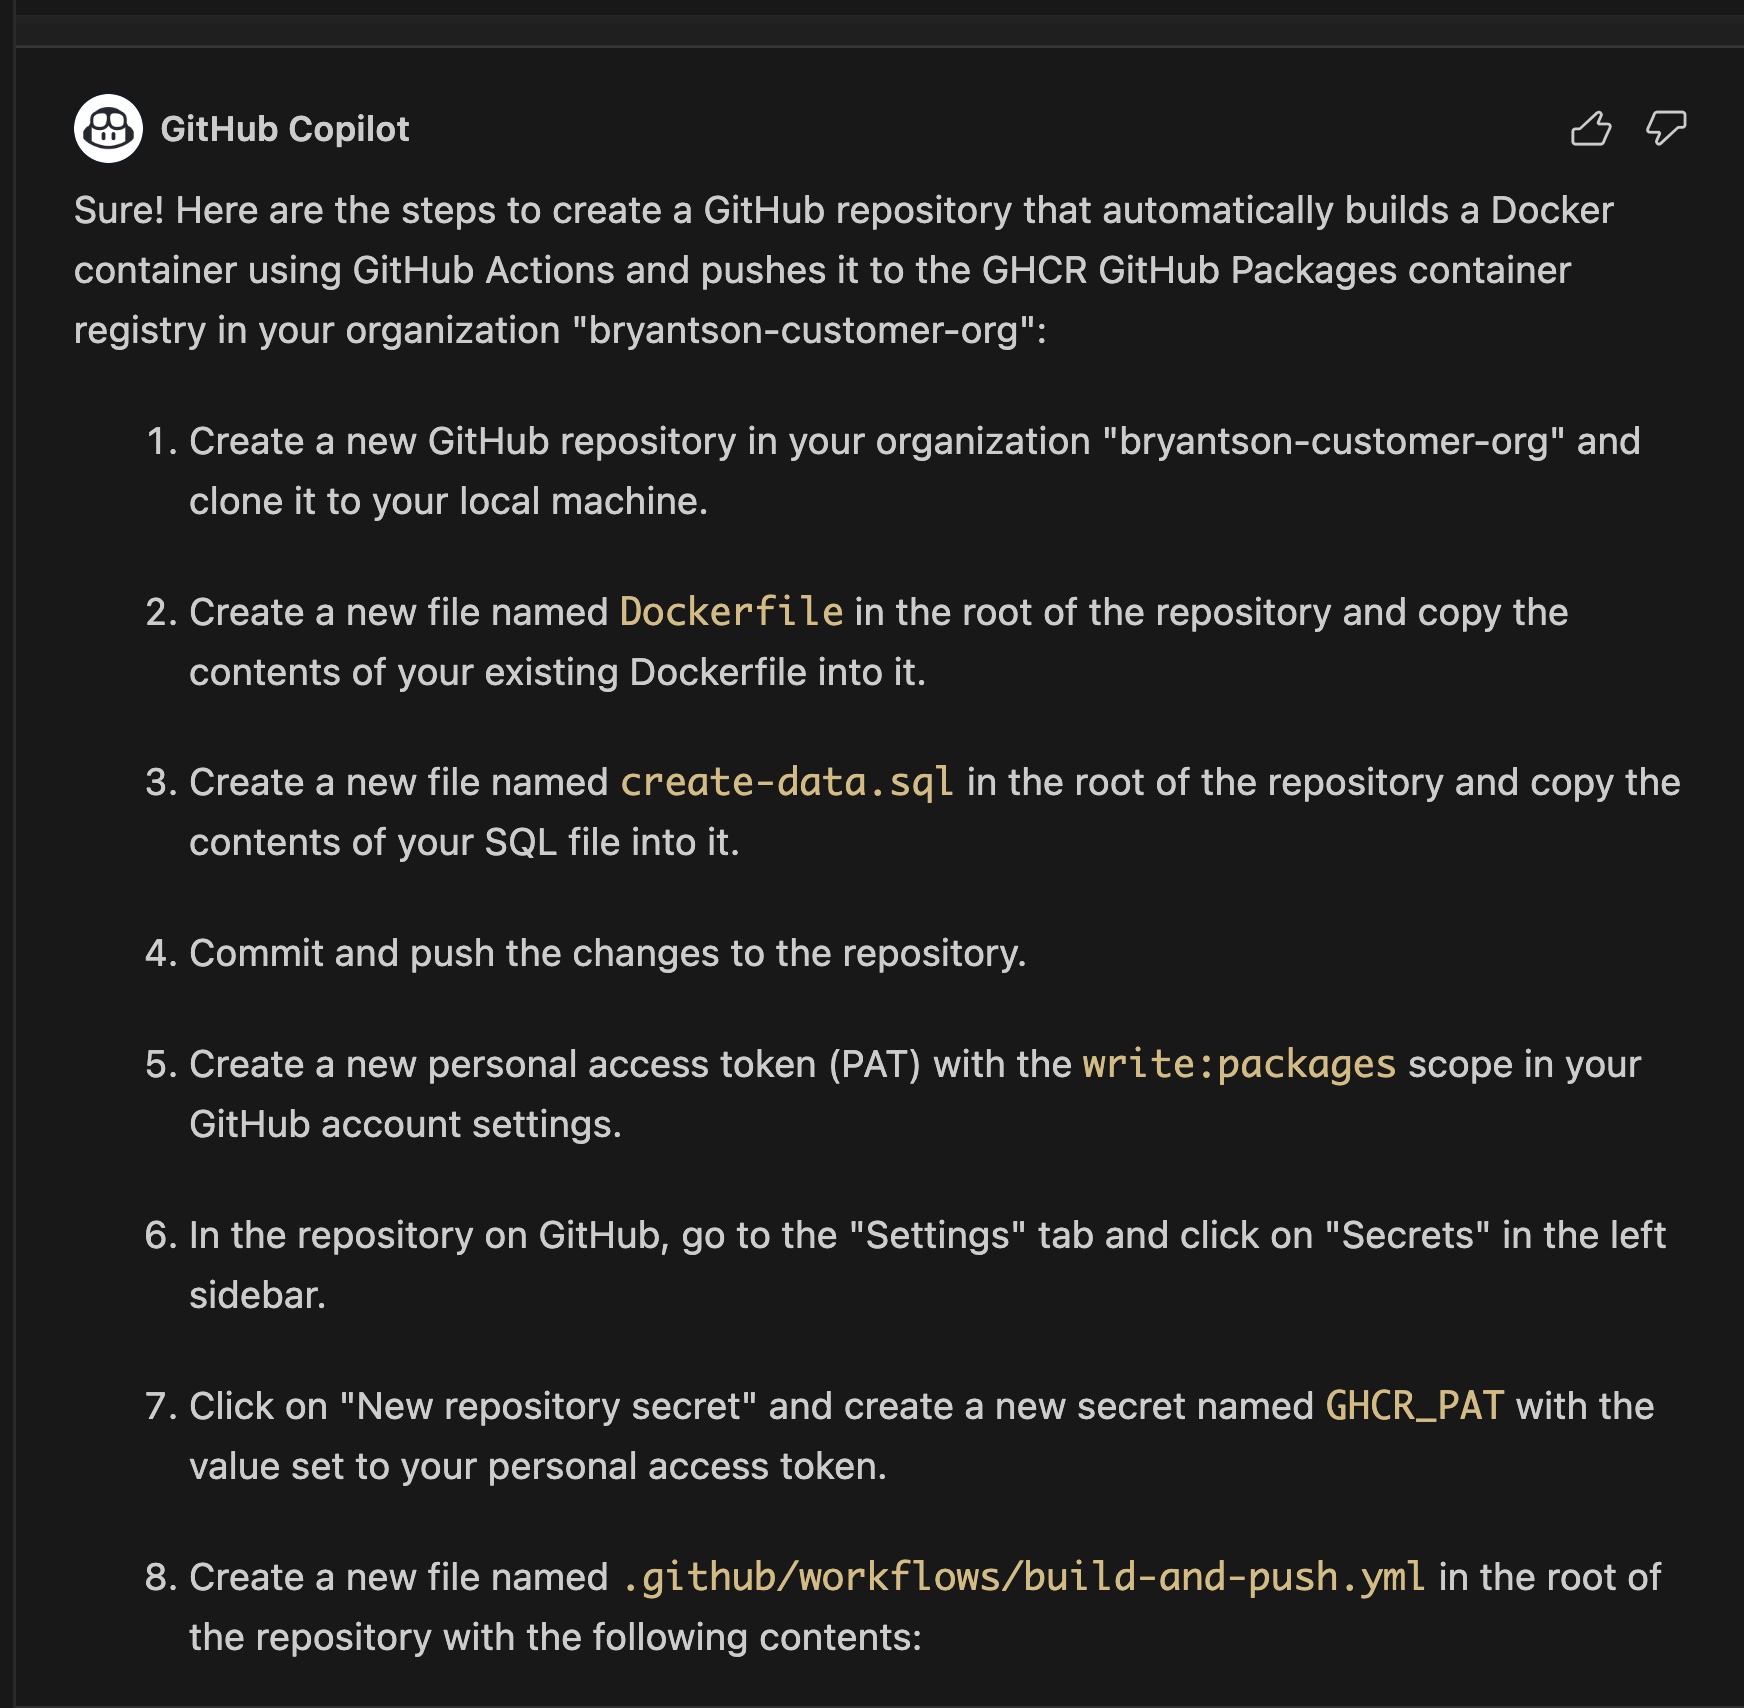 GitHub Copilot
Sure! Here are the steps to create a GitHub repository that automatically builds a Docker
container using GitHub Actions and pushes it to the GHCR GitHub Packages container
registry in your organization "bryantson-customer-org":
1. Create a new GitHub repository in your organization "bryantson-customer-org" and
clone it to your local machine.
2. Create a new file named Dockerfile in the root of the repository and copy the
contents of your existing Dockerfile into it.
3. Create a new file named create-data.sql in the root of the repository and copy the
contents of your SQL file into it.
4. Commit and push the changes to the repository.
5. Create a new personal access token (PAT) with the write:packages scope in your
GitHub account settings.
6. In the repository on GitHub, go to the "Settings" tab and click on "Secrets" in the left
sidebar.
7. Click on "New repository secret" and create a new secret named GHCR_PAT with the
value set to your personal access token.
8. Create a new file named .github/workflows/build-and-push.yml in the root of
the repository with the following contents: